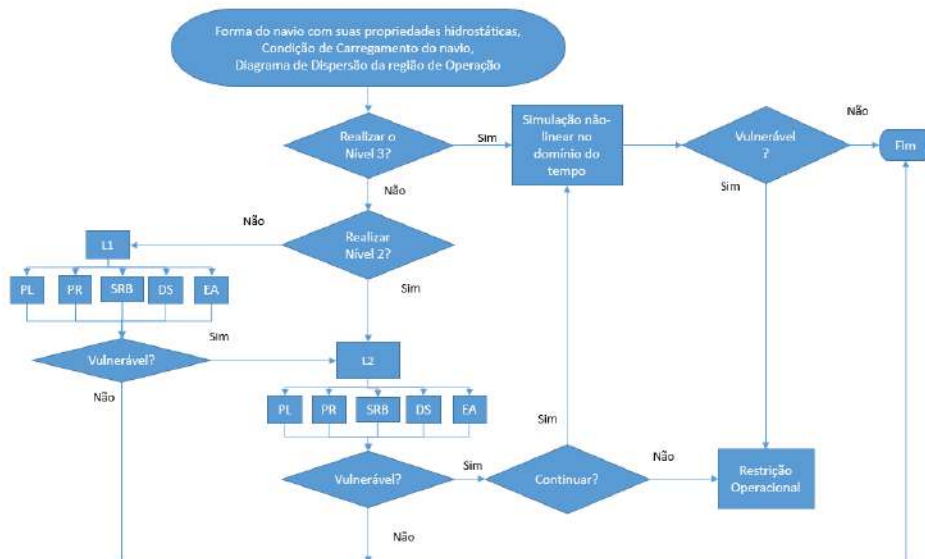 Forma do navio com suas propriedades hidrostáticas,
Condição de Carregamento do navio,
Diagrama de Dispersão da região de Operação
Realizar o
Nível 3?
Sim
Simulação não-
linear no
domínio do
tempo
Vulnerável
?
Não
Fim
Não
Sim
Realizar
Nível 2?
Não
L1
Sim
PL
PR
SRB
DS
EA
Vulnerável?
Sim
Não
L2
PL
PR
SRB
DS
EA
Sim
Vulnerável?
Sim
Continuar?
Não
Restrição
Operacional
Não